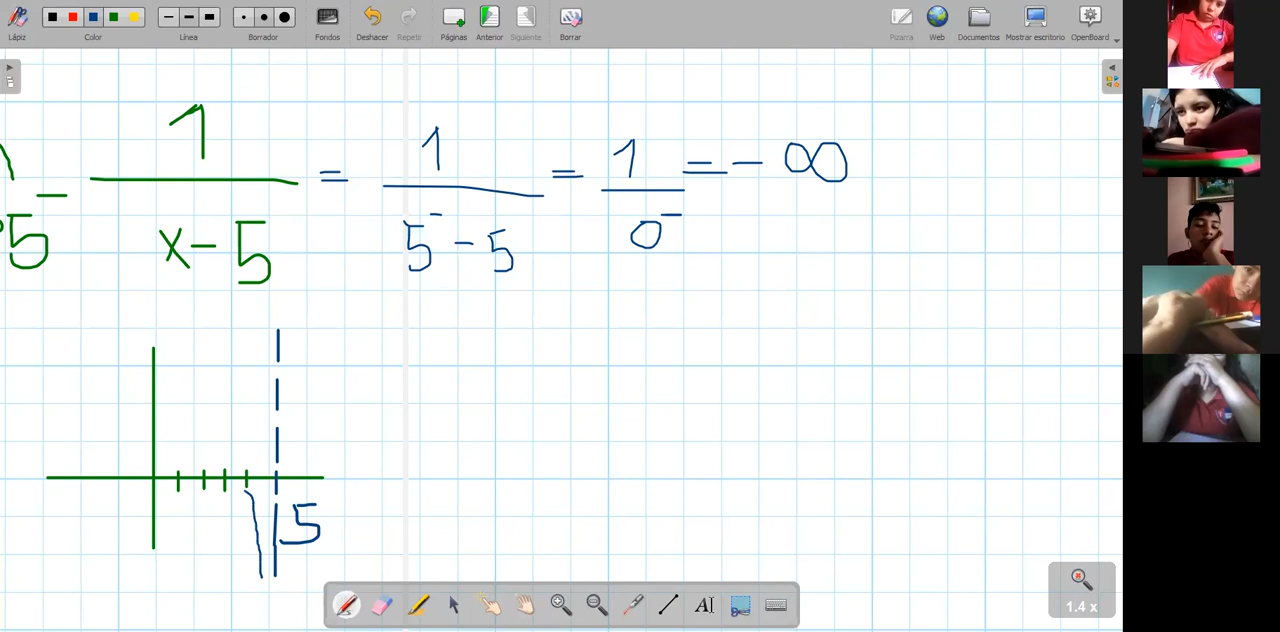 Lápiz Color Línea Borrador Fondos Deshacer Repetir Páginas Anterior Siguiente Borrar Pizarra Web Documentos Mostrar escritorio OpenBoard
5⁻ 1/(x-5) = 1/(5⁻-5) = 1/0⁻ = -∞
5
1.4 x